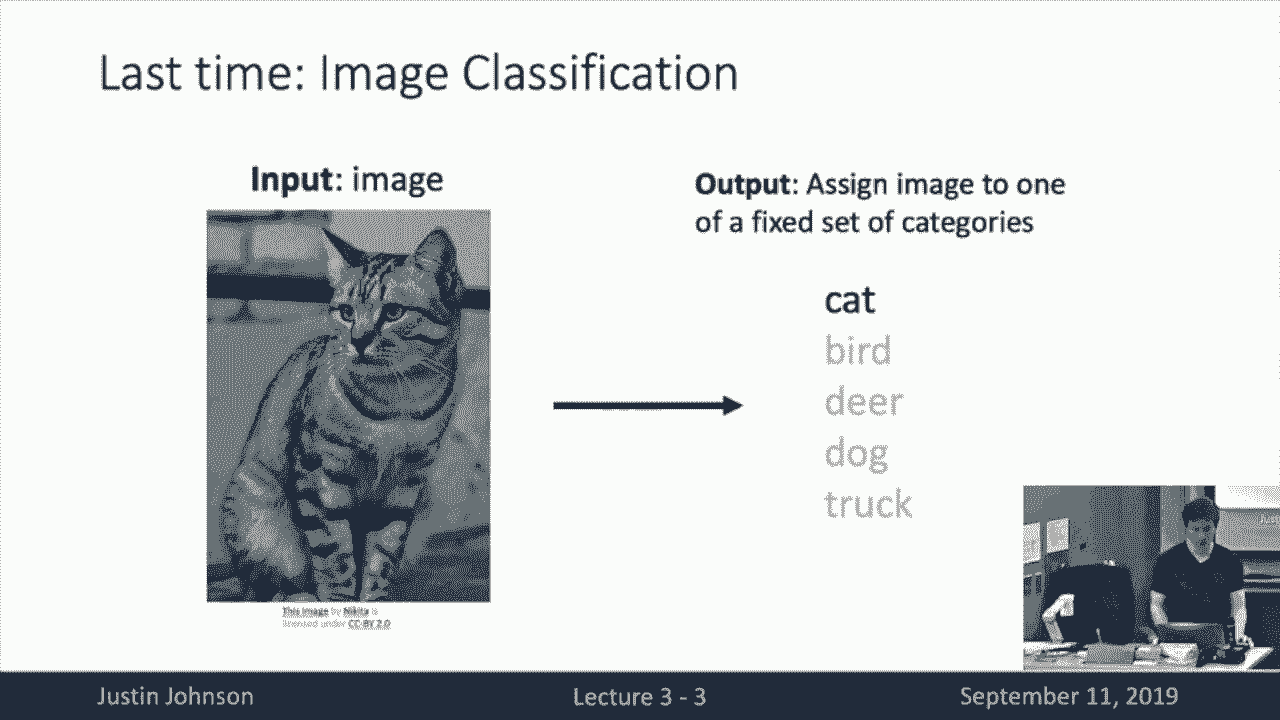 Last time: Image Classification
Input: image
Output: Assign image to one
of a fixed set of categories
cat
bird
deer
dog
truck
This image by Nikita is
licensed under CC-BY 2.0
Justin Johnson
Lecture 3 - 3
September 11, 2019